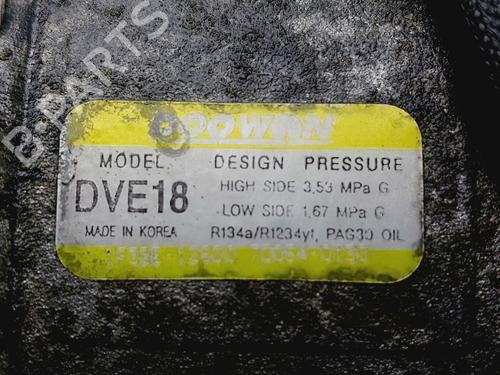 B-PARTS
DOOWON
MODEL DESIGN PRESSURE
DVE18 HIGH SIDE 3,53 MPa G
LOW SIDE 1,67 MPa G
MADE IN KOREA R134a/R1234yf, PAG30 OIL